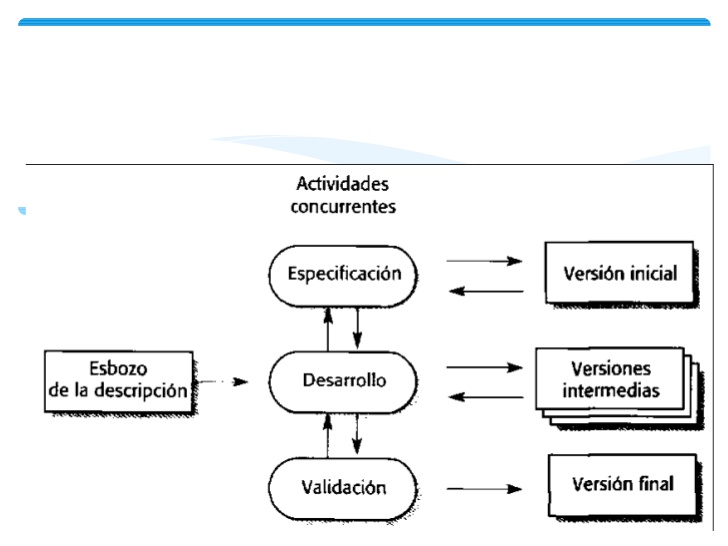 Actividades
concurrentes
Especificación
Versión inicial
Esbozo
de la descripción
Desarrollo
Versiones
intermedias
Validación
Versión final